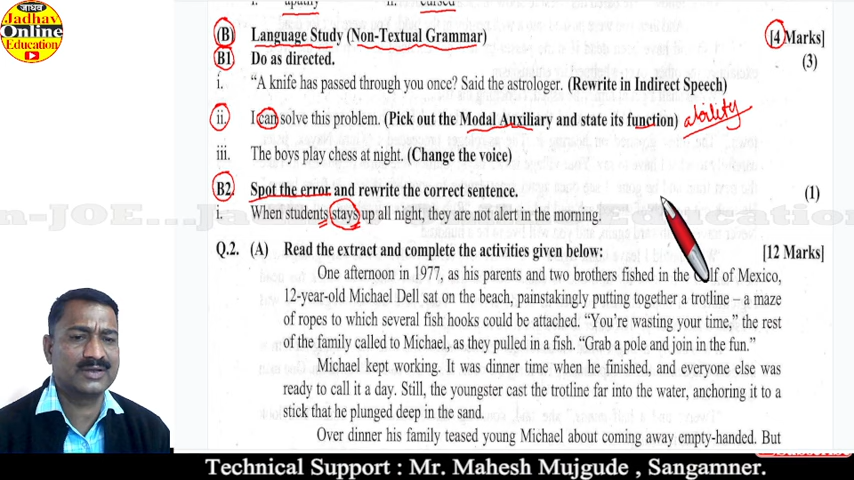 जाधव
Jadhav
Online
Education
i. apathy ii. cursed
(B) Language Study (Non-Textual Grammar) [4 Marks]
B1 Do as directed. (3)
i. “A knife has passed through you once? Said the astrologer. (Rewrite in Indirect Speech)
ii. I can solve this problem. (Pick out the Modal Auxiliary and state its function) ability
iii. The boys play chess at night. (Change the voice)
B2 Spot the error and rewrite the correct sentence. (1)
i. When students stays up all night, they are not alert in the morning.
Q.2. (A) Read the extract and complete the activities given below: [12 Marks]
One afternoon in 1977, as his parents and two brothers fished in the Gulf of Mexico,
12-year-old Michael Dell sat on the beach, painstakingly putting together a trotline – a maze
of ropes to which several fish hooks could be attached. “You’re wasting your time,” the rest
of the family called to Michael, as they pulled in a fish. “Grab a pole and join in the fun.”
Michael kept working. It was dinner time when he finished, and everyone else was
ready to call it a day. Still, the youngster cast the trotline far into the water, anchoring it to a
stick that he plunged deep in the sand.
Over dinner his family teased young Michael about coming away empty-handed. But
Technical Support : Mr. Mahesh Mujgude , Sangamner.